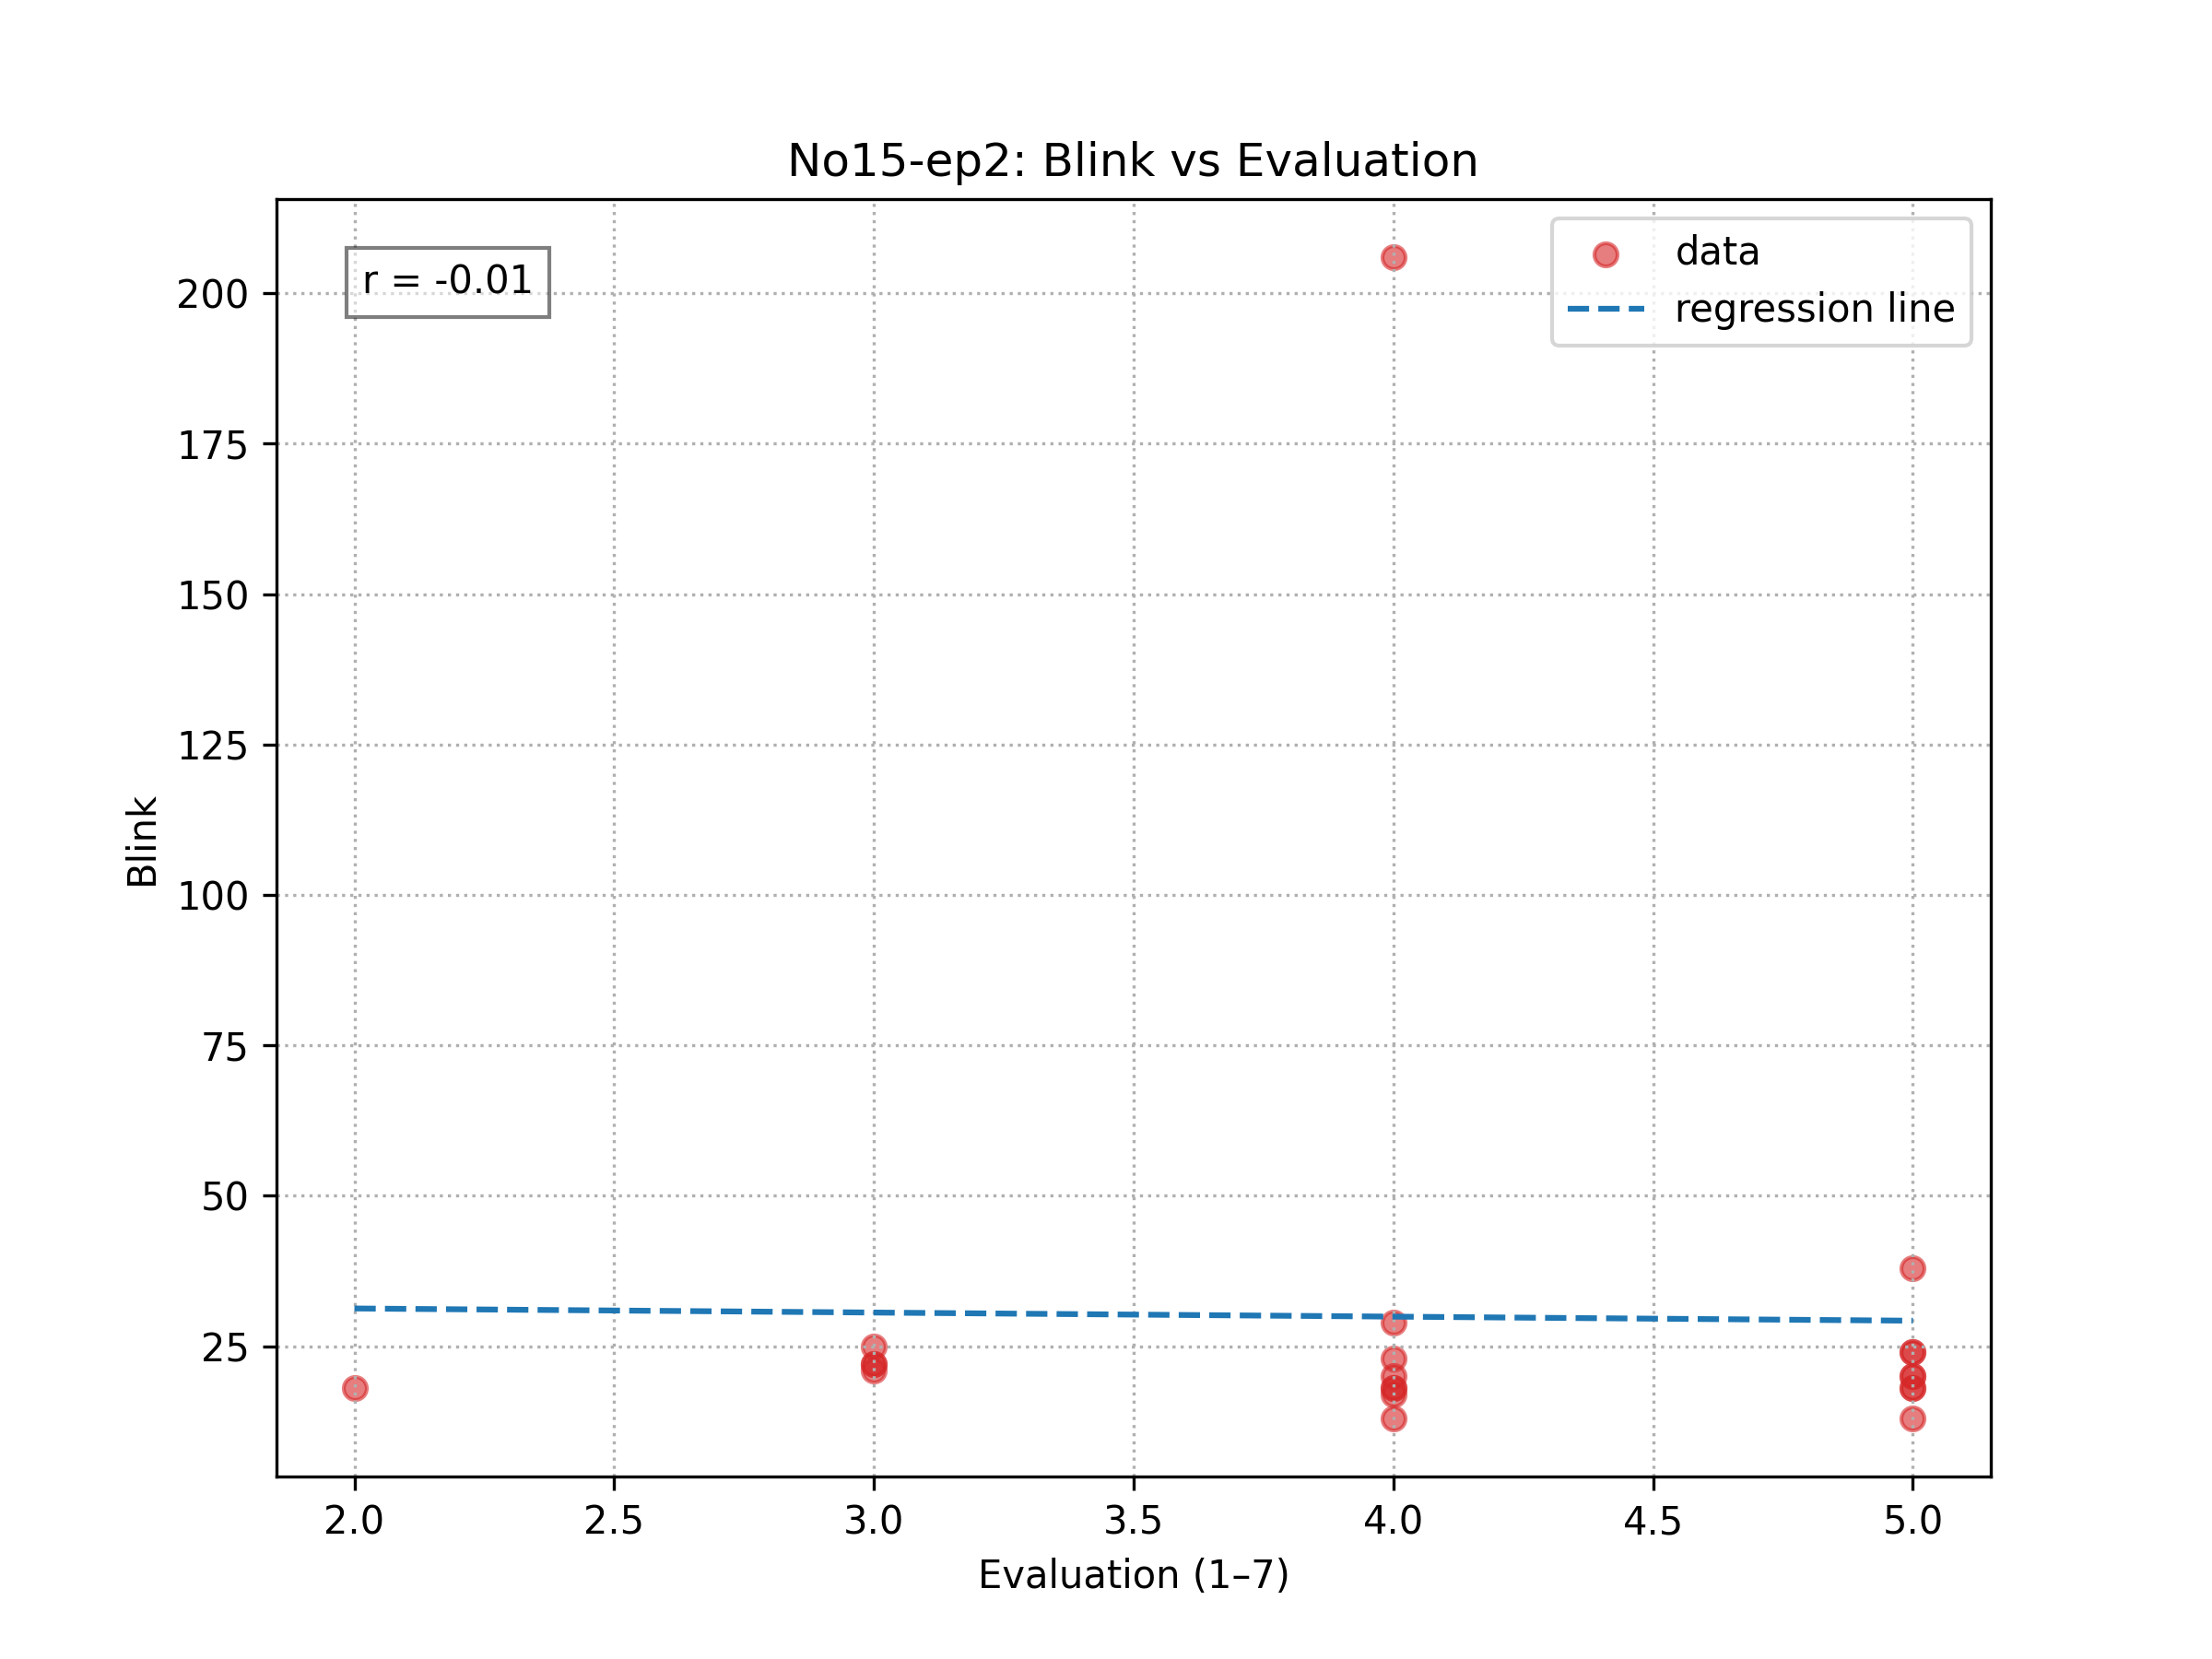 No15-ep2: Blink vs Evaluation
r = -0.01
data
regression line
200
175
150
125
100
75
50
25
Blink
2.0
2.5
3.0
3.5
4.0
4.5
5.0
Evaluation (1–7)